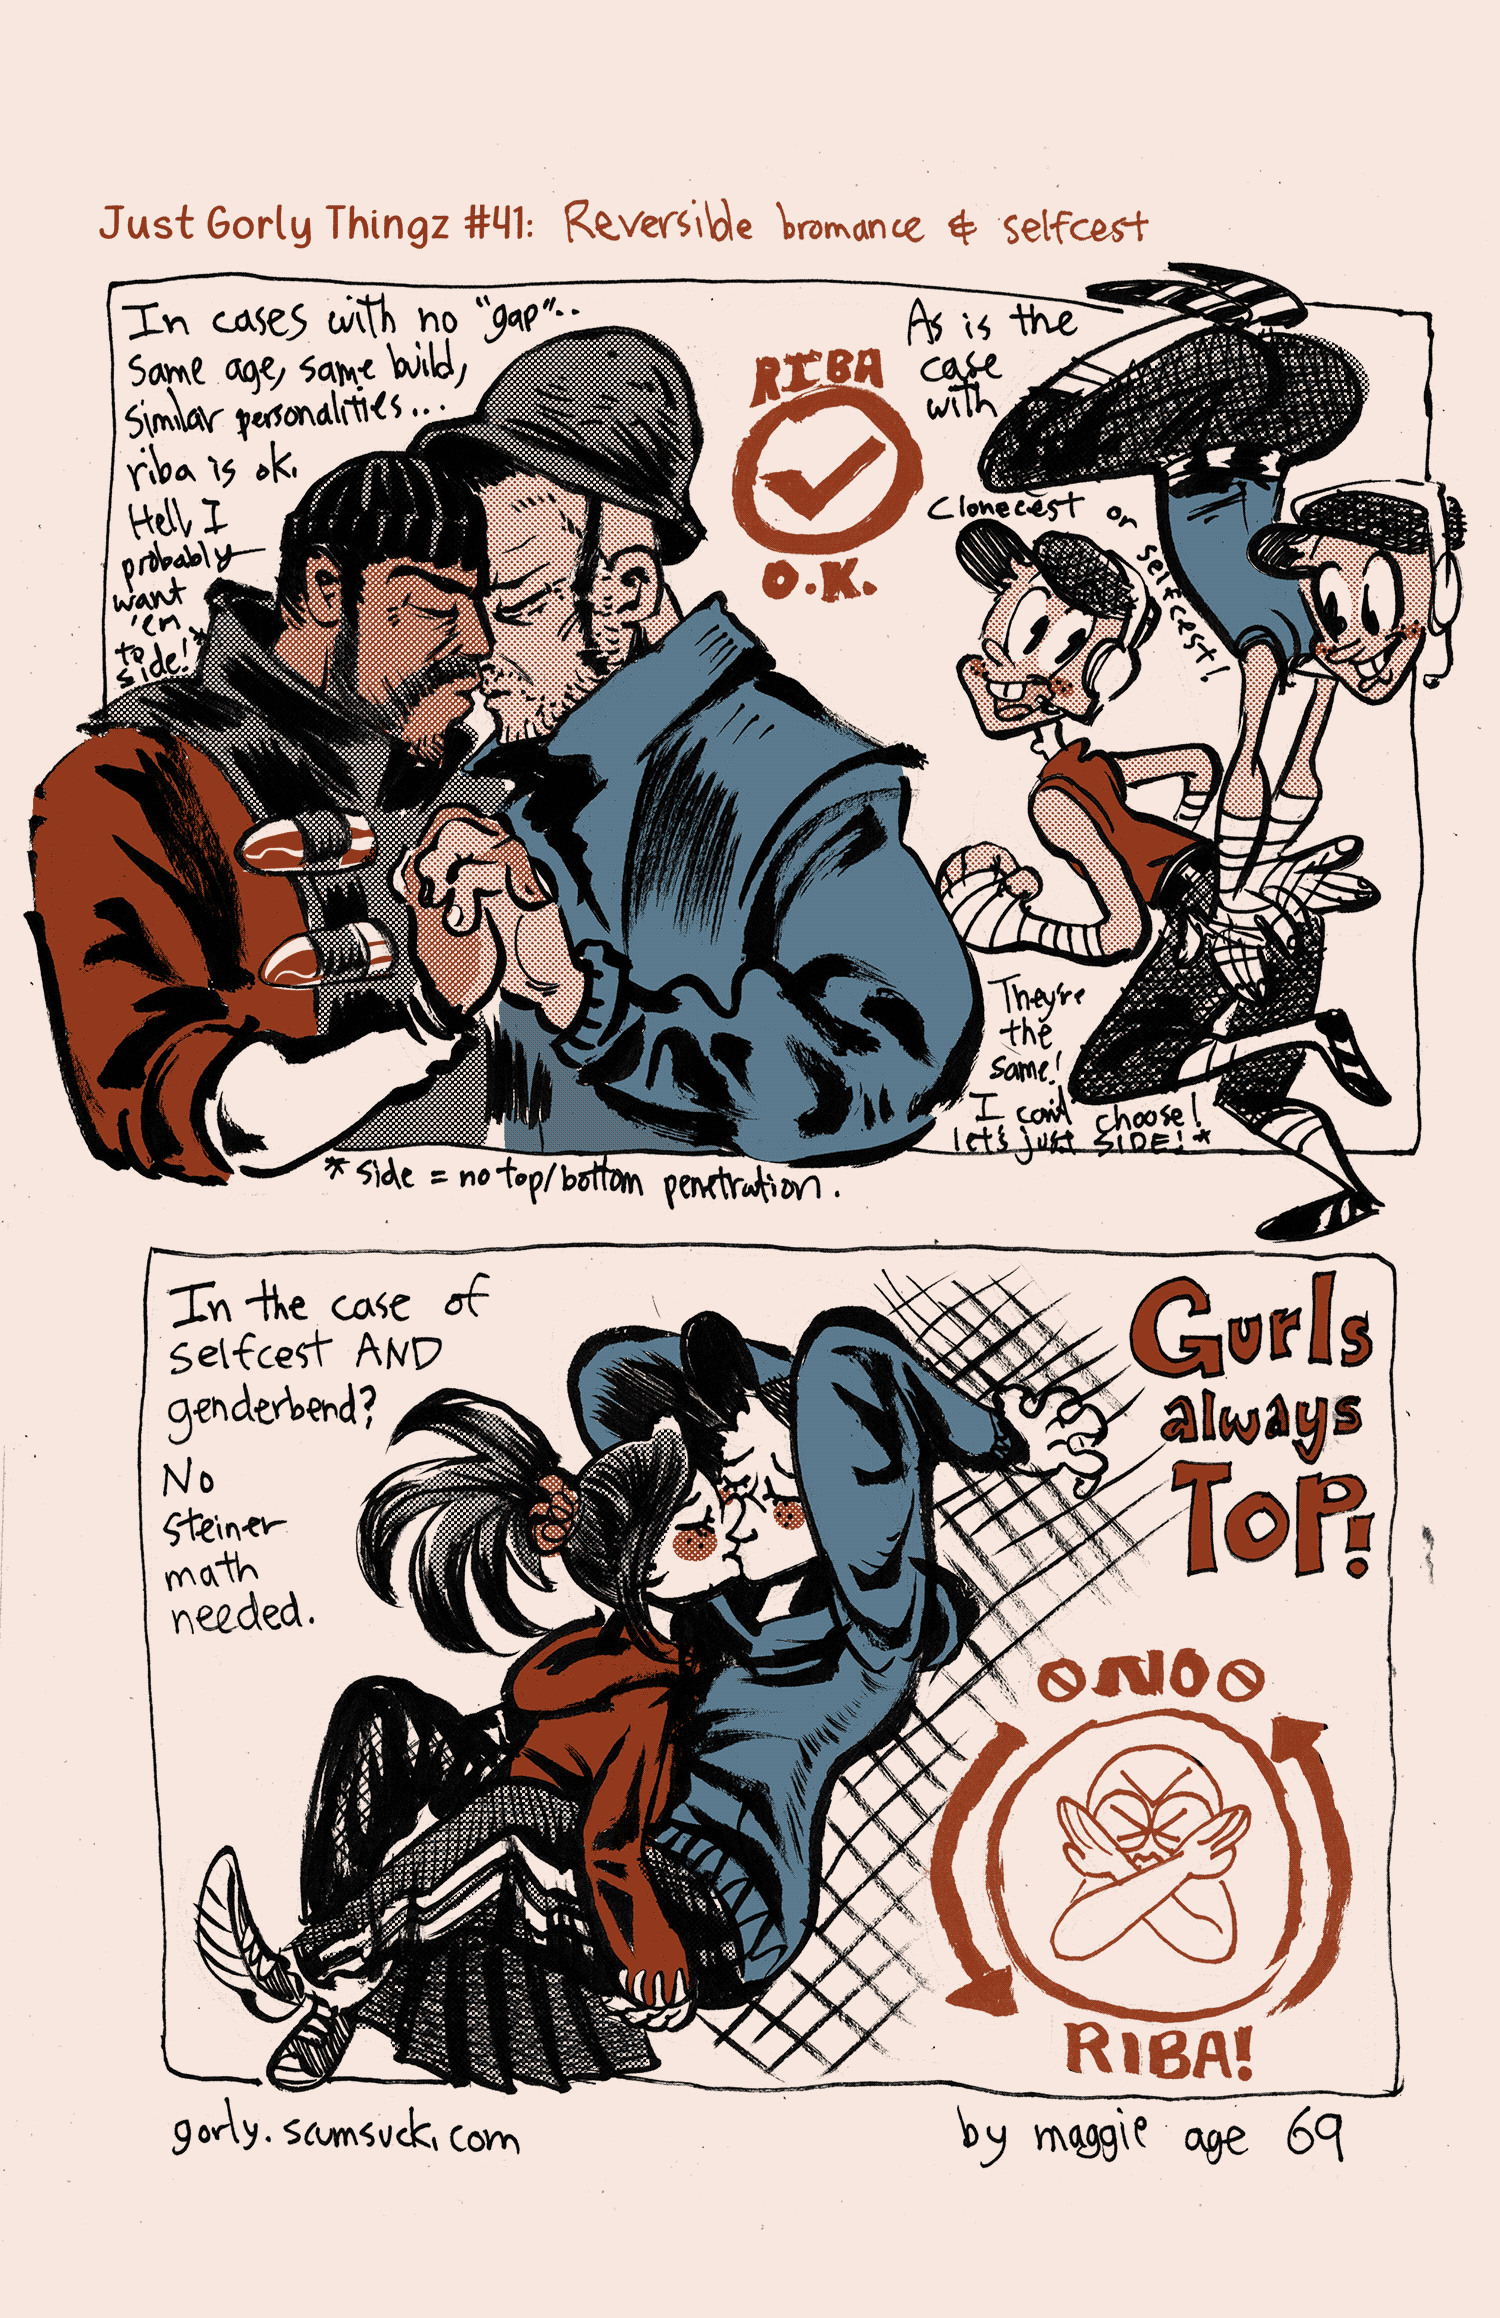 Just Gorly Thingz #41: Reversible bromance & selfcest
In cases with no "gap"..
same age, same build,
similar personalities...
riba is ok.
Hell, I
probably
want
'em
to
side!*
RIBA
O.K.
As is the
case
with
Clonecest or
selfcest!
They're
the
same!
I can't choose!
let's just SIDE!*
* side = no top/bottom penetration.
In the case of
selfcest AND
genderbend?
No
steiner
math
needed.
Gurls
always
TOP!
NO
RIBA!
gorly.scumsuck.com
by maggie age 69